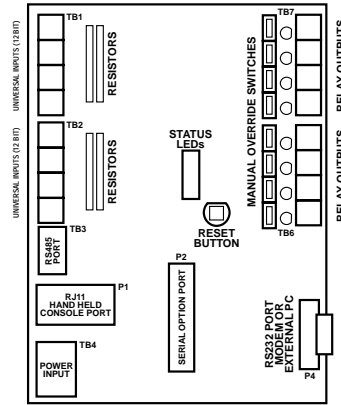 TB1
UNIVERSAL INPUTS (12 BIT)
RESISTORS
TB2
UNIVERSAL INPUTS (12 BIT)
RESISTORS
TB3
RS485
PORT
P1
RJ11
HAND HELD
CONSOLE PORT
TB4
POWER
INPUT
STATUS
LEDs
RESET
BUTTON
P2
SERIAL OPTION PORT
TB7
MANUAL OVERRIDE SWITCHES
RELAY OUTPUTS
RELAY OUTPUTS
TB6
RS232 PORT
MODEM OR
EXTERNAL PC
P4